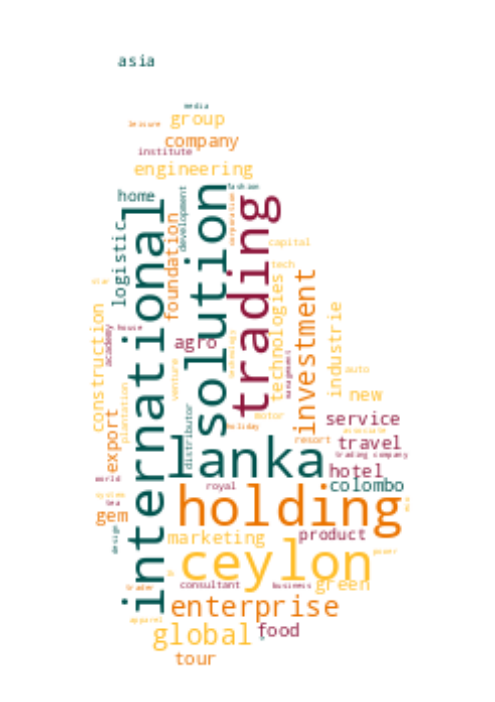 asia
media
leisure
group
company
institute
engineering
fashion
home
development
corporation
international
solution
trading
logistic
foundation
capital
tech
star
construction
academy
house
agro
technologies
investment
industrie
management
venture
auto
new
plantation
export
distributor
motor
holiday
service
associate
resort
travel
trading company
lanka
hotel
world
royal
colombo
system
tea
gem
holding
design
marketing
product
ceylon
power
trader
consultant
business
green
enterprise
apparel
global
food
tour